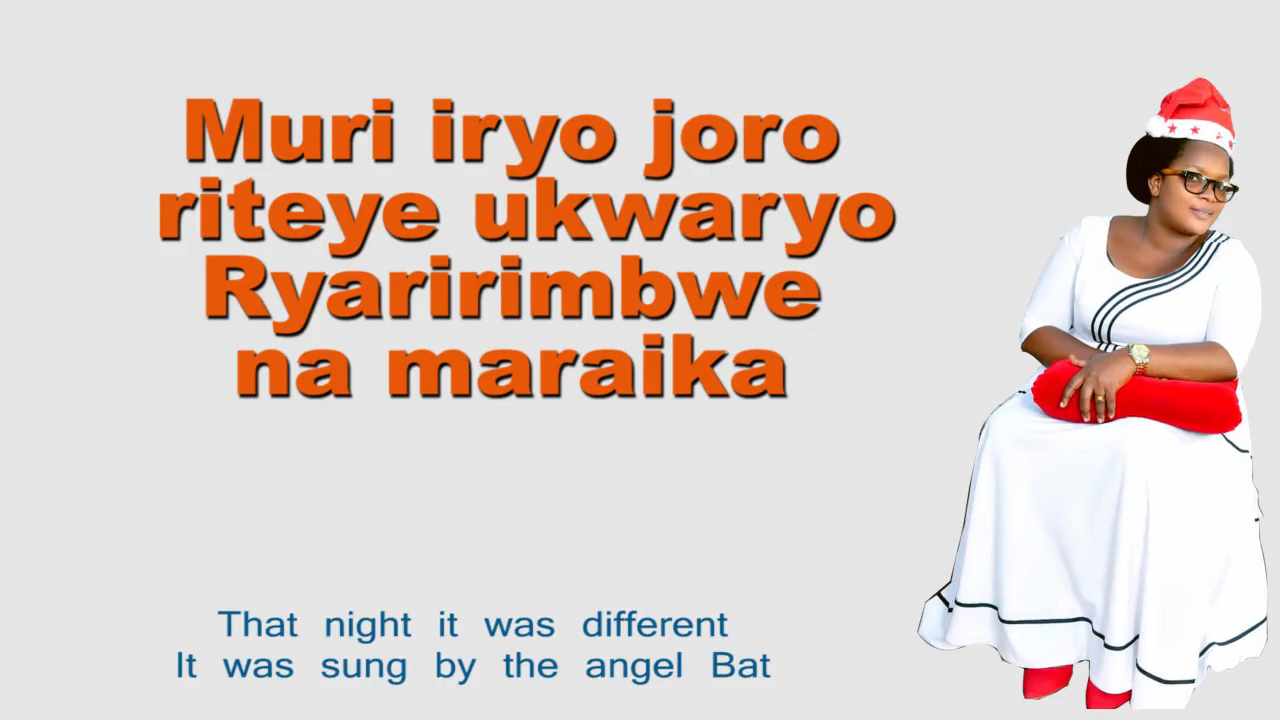 Muri iryo joro
riteye ukwaryo
Ryaririmbwe
na maraika
That night it was different
It was sung by the angel Bat